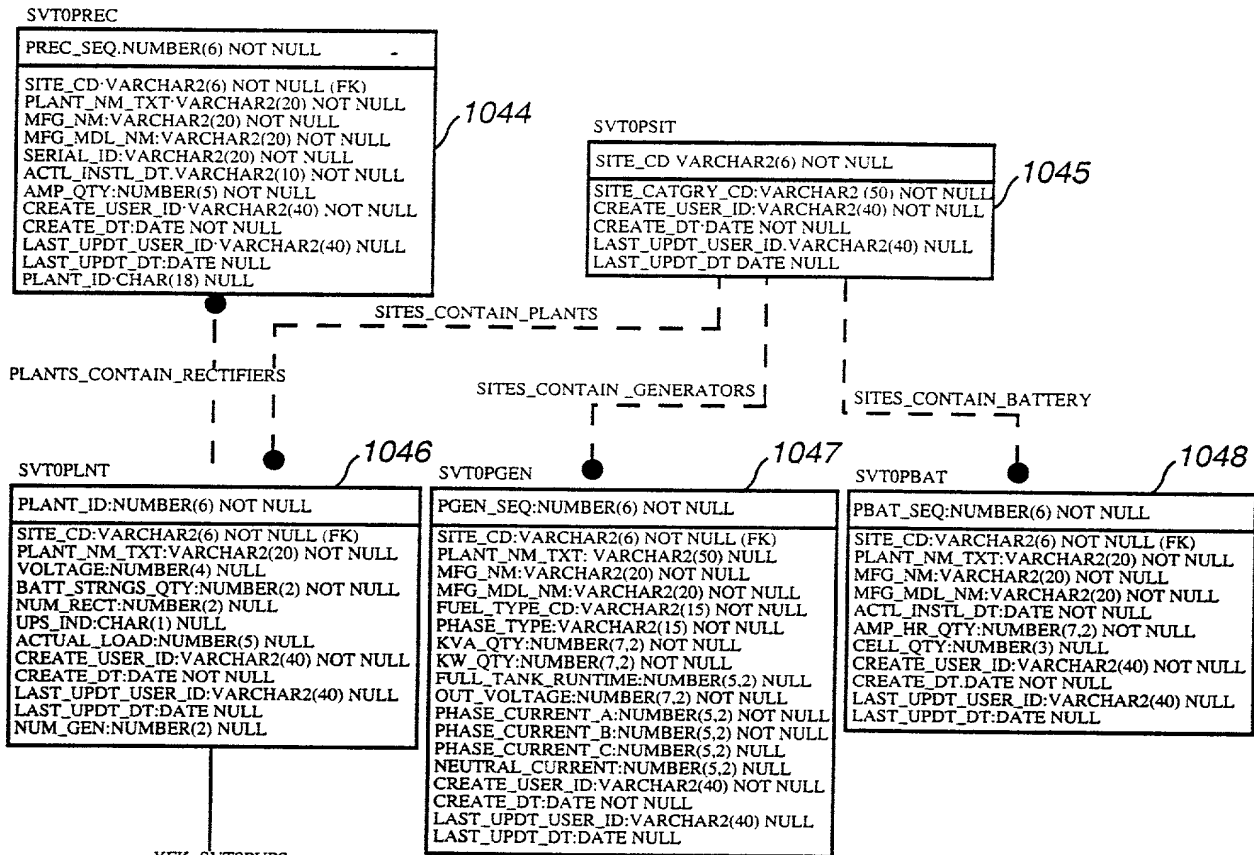 SVT0PREC
PREC_SEQ.NUMBER(6) NOT NULL
SITE_CD·VARCHAR2(6) NOT NULL (FK)
PLANT_NM_TXT·VARCHAR2(20) NOT NULL
MFG_NM:VARCHAR2(20) NOT NULL
MFG_MDL_NM:VARCHAR2(20) NOT NULL
SERIAL_ID:VARCHAR2(20) NOT NULL
ACTL_INSTL_DT.VARCHAR2(10) NOT NULL
AMP_QTY:NUMBER(5) NOT NULL
CREATE_USER_ID·VARCHAR2(40) NOT NULL
CREATE_DT:DATE NOT NULL
LAST_UPDT_USER_ID·VARCHAR2(40) NULL
LAST_UPDT_DT:DATE NULL
PLANT_ID·CHAR(18) NULL
1044
SVT0PSIT
SITE_CD VARCHAR2(6) NOT NULL
SITE_CATGRY_CD:VARCHAR2 (50) NOT NULL
CREATE_USER_ID:VARCHAR2(40) NOT NULL
CREATE_DT·DATE NOT NULL
LAST_UPDT_USER_ID.VARCHAR2(40) NULL
LAST_UPDT_DT DATE NULL
1045
SITES_CONTAIN_PLANTS
PLANTS_CONTAIN_RECTIFIERS
SITES_CONTAIN _GENERATORS
SITES_CONTAIN_BATTERY
SVT0PLNT
1046
PLANT_ID:NUMBER(6) NOT NULL
SITE_CD:VARCHAR2(6) NOT NULL (FK)
PLANT_NM_TXT:VARCHAR2(20) NOT NULL
VOLTAGE:NUMBER(4) NULL
BATT_STRNGS_QTY:NUMBER(2) NOT NULL
NUM_RECT:NUMBER(2) NULL
UPS_IND:CHAR(1) NULL
ACTUAL_LOAD:NUMBER(5) NULL
CREATE_USER_ID:VARCHAR2(40) NOT NULL
CREATE_DT:DATE NOT NULL
LAST_UPDT_USER_ID:VARCHAR2(40) NULL
LAST_UPDT_DT:DATE NULL
NUM_GEN:NUMBER(2) NULL
SVT0PGEN
1047
PGEN_SEQ:NUMBER(6) NOT NULL
SITE_CD:VARCHAR2(6) NOT NULL (FK)
PLANT_NM_TXT: VARCHAR2(50) NULL
MFG_NM:VARCHAR2(20) NOT NULL
MFG_MDL_NM:VARCHAR2(20) NOT NULL
FUEL_TYPE_CD:VARCHAR2(15) NOT NULL
PHASE_TYPE:VARCHAR2(15) NOT NULL
KVA_QTY:NUMBER(7,2) NOT NULL
KW_QTY:NUMBER(7,2) NOT NULL
FULL_TANK_RUNTIME:NUMBER(5,2) NULL
OUT_VOLTAGE:NUMBER(7,2) NOT NULL
PHASE_CURRENT_A:NUMBER(5,2) NOT NULL
PHASE_CURRENT_B:NUMBER(5,2) NOT NULL
PHASE_CURRENT_C:NUMBER(5,2) NULL
NEUTRAL_CURRENT:NUMBER(5,2) NULL
CREATE_USER_ID:VARCHAR2(40) NOT NULL
CREATE_DT:DATE NOT NULL
LAST_UPDT_USER_ID:VARCHAR2(40) NULL
LAST_UPDT_DT:DATE NULL
SVT0PBAT
1048
PBAT_SEQ:NUMBER(6) NOT NULL
SITE_CD:VARCHAR2(6) NOT NULL (FK)
PLANT_NM_TXT:VARCHAR2(20) NOT NULL
MFG_NM:VARCHAR2(20) NOT NULL
MFG_MDL_NM:VARCHAR2(20) NOT NULL
ACTL_INSTL_DT:DATE NOT NULL
AMP_HR_QTY:NUMBER(7,2) NOT NULL
CELL_QTY:NUMBER(3) NULL
CREATE_USER_ID:VARCHAR2(40) NOT NULL
CREATE_DT.DATE NOT NULL
LAST_UPDT_USER_ID:VARCHAR2(40) NULL
LAST_UPDT_DT:DATE NULL